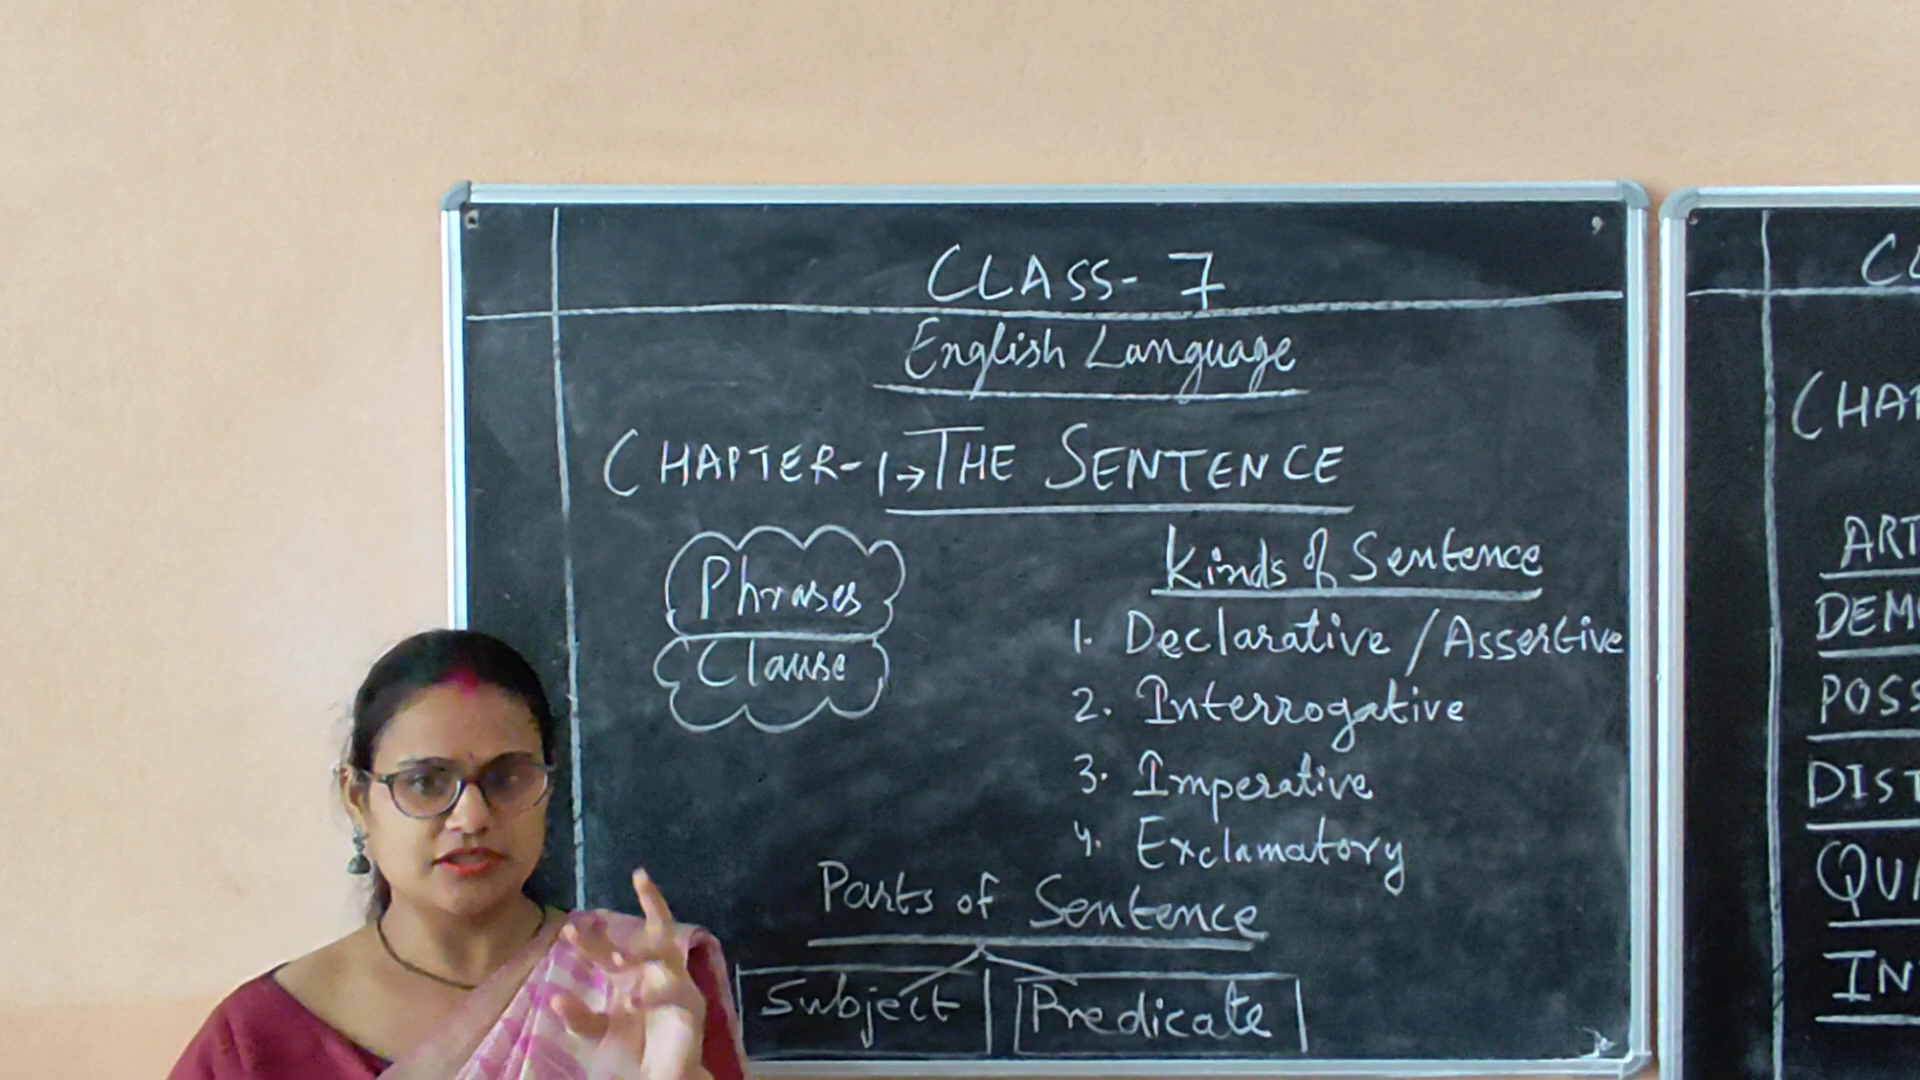 CLASS- 7
English Language
CHAPTER-1→THE SENTENCE
Phrases
Clause
Kinds of Sentence
1. Declarative / Assertive
2. Interrogative
3. Imperative
4. Exclamatory
Parts of Sentence
Subject
Predicate